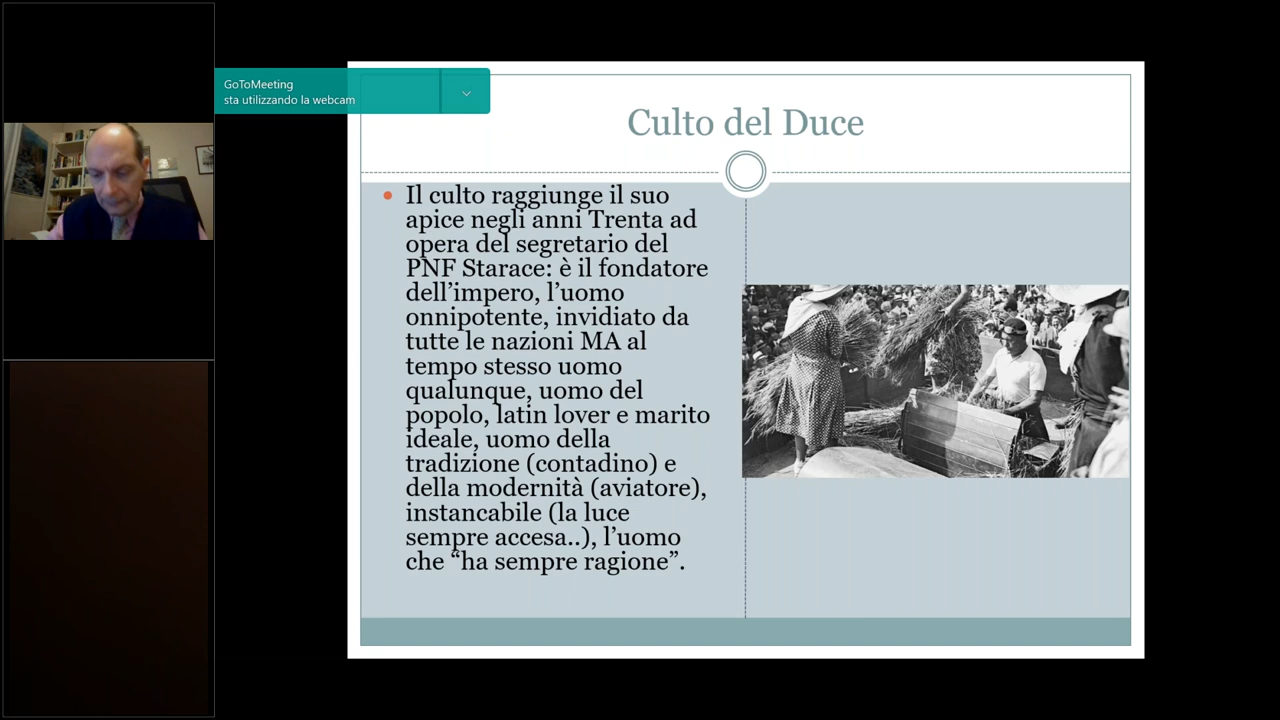 GoToMeeting
sta utilizzando la webcam
Culto del Duce
Il culto raggiunge il suo
apice negli anni Trenta ad
opera del segretario del
PNF Starace: è il fondatore
dell’impero, l’uomo
onnipotente, invidiato da
tutte le nazioni MA al
tempo stesso uomo
qualunque, uomo del
popolo, latin lover e marito
ideale, uomo della
tradizione (contadino) e
della modernità (aviatore),
instancabile (la luce
sempre accesa..), l’uomo
che “ha sempre ragione”.